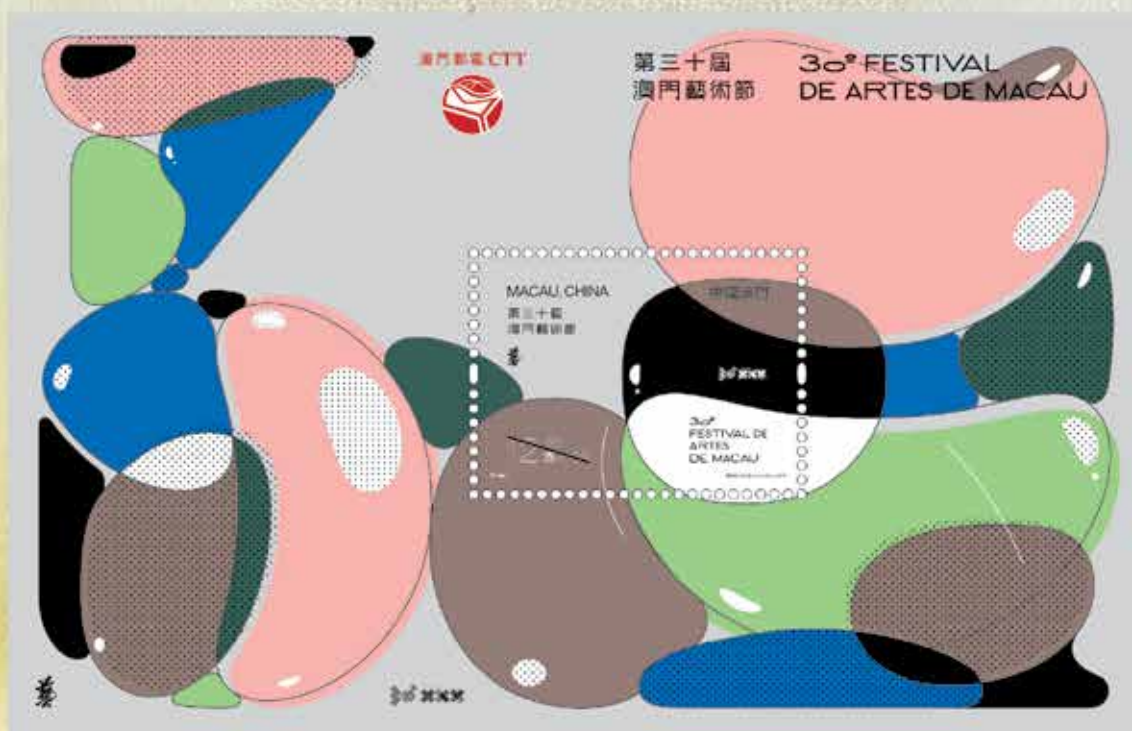 澳門郵電 CTT
第三十屆
澳門藝術節
30º FESTIVAL
DE ARTES DE MACAU
MACAU, CHINA
中國澳門
第三十屆
澳門藝術節
藝
30º
FESTIVAL DE
ARTES
DE MACAU
藝